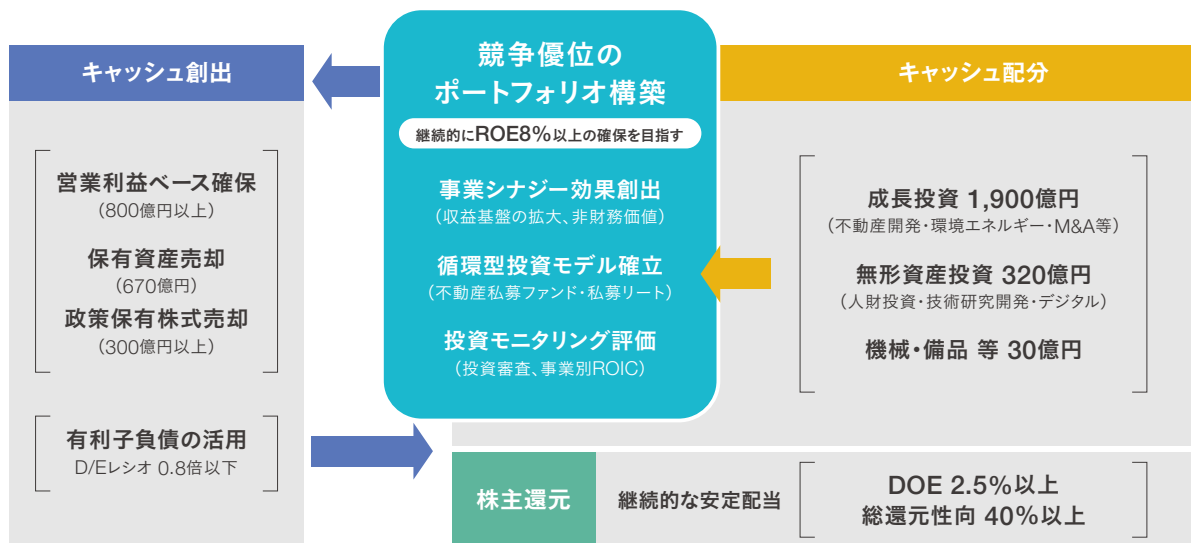 キャッシュ創出
営業利益ベース確保
（800億円以上）
保有資産売却
（670億円）
政策保有株式売却
（300億円以上）
有利子負債の活用
D/Eレシオ 0.8倍以下
競争優位の
ポートフォリオ構築
継続的にROE8%以上の確保を目指す
事業シナジー効果創出
（収益基盤の拡大、非財務価値）
循環型投資モデル確立
（不動産私募ファンド・私募リート）
投資モニタリング評価
（投資審査、事業別ROIC）
キャッシュ配分
成長投資 1,900億円
（不動産開発・環境エネルギー・M&A等）
無形資産投資 320億円
（人財投資・技術研究開発・デジタル）
機械・備品 等 30億円
株主還元
継続的な安定配当
DOE 2.5%以上
総還元性向 40%以上